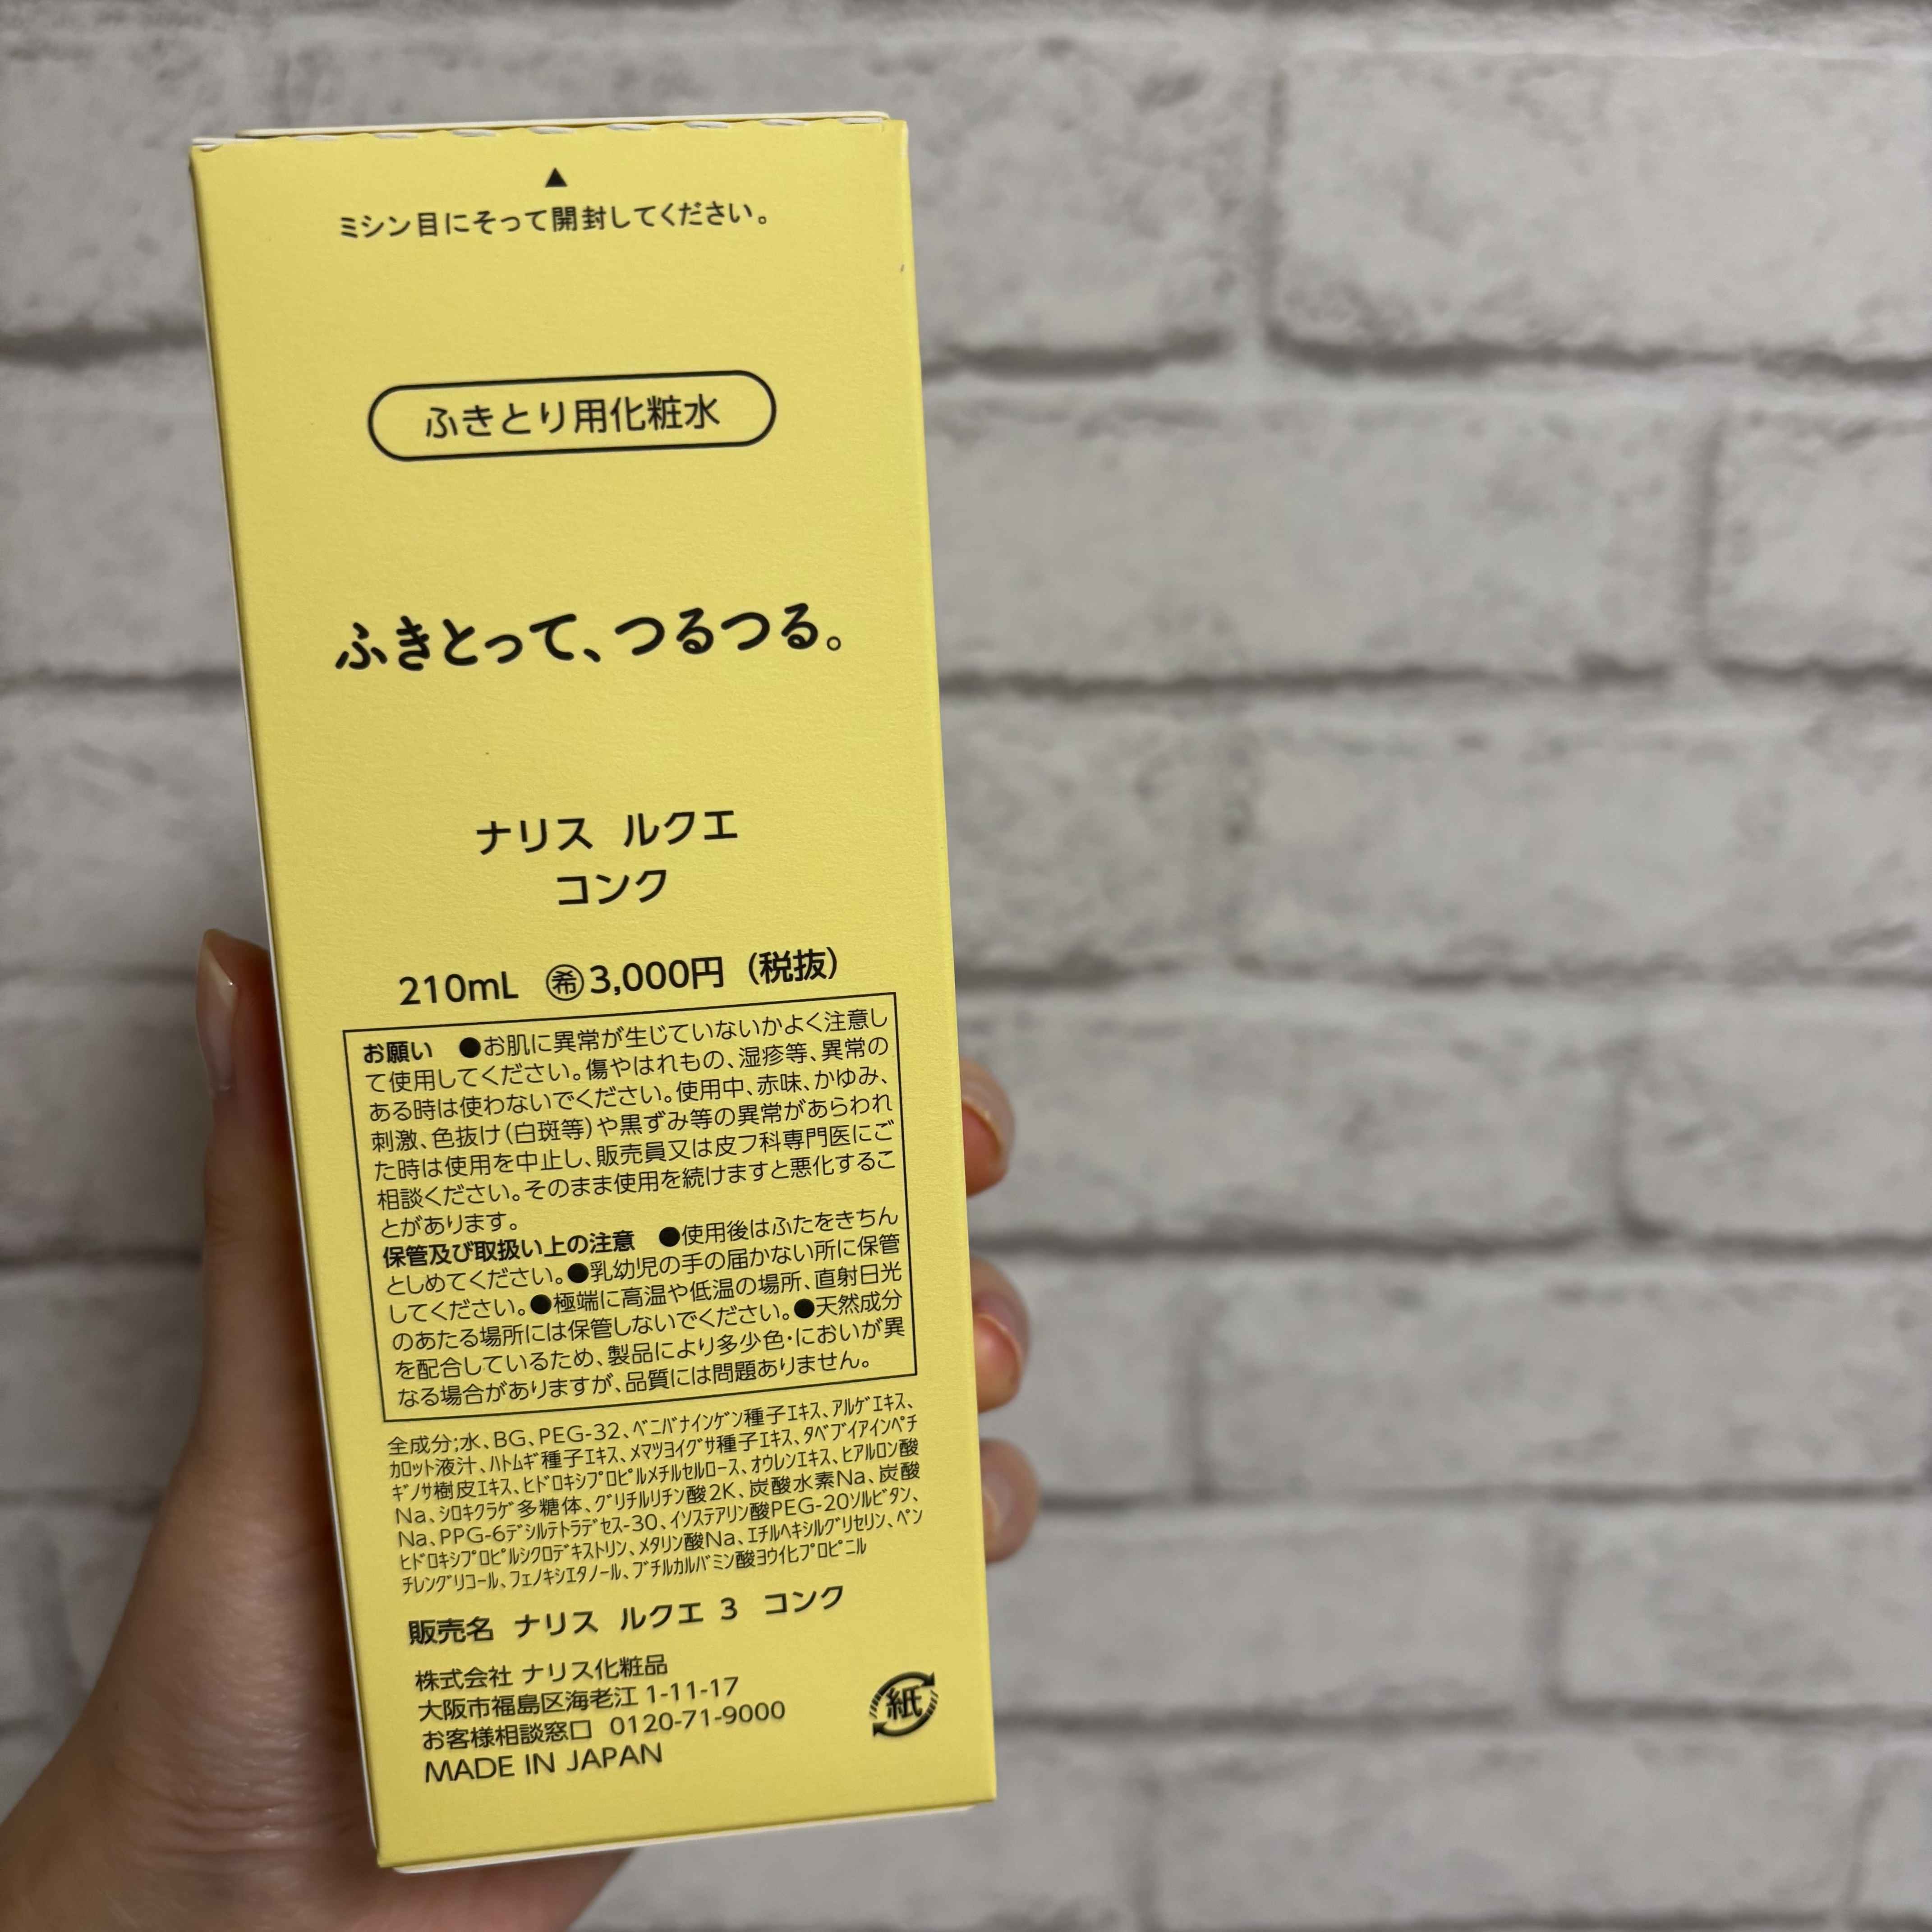 ▲
ミシン目にそって開封してください。
ふきとり用化粧水
ふきとって、つるつる。
ナリス ルクエ
コンク
210mL ㊝3,000円（税抜）
お願い ●お肌に異常が生じていないかよく注意し
て使用してください。傷やはれもの、湿疹等、異常の
ある時は使わないでください。使用中、赤味、かゆみ、
刺激、色抜け(白斑等)や黒ずみ等の異常があらわれ
た時は使用を中止し、販売員又は皮フ科専門医にご
相談ください。そのまま使用を続けますと悪化するこ
とがあります。
保管及び取扱い上の注意 ●使用後はふたをきちん
としめてください。●乳幼児の手の届かない所に保管
してください。●極端に高温や低温の場所、直射日光
のあたる場所には保管しないでください。●天然成分
を配合しているため、製品により多少色・においが異
なる場合がありますが、品質には問題ありません。
全成分;水、BG、PEG-32、ベニバナインゲン種子エキス、アルゲエキス、
カロット液汁、ハトムギ種子エキス、メマツヨイグサ種子エキス、タベブイアインペチ
ギノサ樹皮エキス、ヒドロキシプロピルメチルセルロース、オウレンエキス、ヒアルロン酸
Na、シロキクラゲ多糖体、グリチルリチン酸2K、炭酸水素Na、炭酸
Na、PPG-6デシルテトラデセス-30、イソステアリン酸PEG-20ソルビタン、
ヒドロキシプロピルシクロデキストリン、メタリン酸Na、エチルヘキシルグリセリン、ペン
チレングリコール、フェノキシエタノール、ブチルカルバミン酸ヨウ化プロピニル
販売名 ナリス ルクエ 3 コンク
株式会社 ナリス化粧品
大阪市福島区海老江 1-11-17
お客様相談窓口 0120-71-9000
MADE IN JAPAN
紙